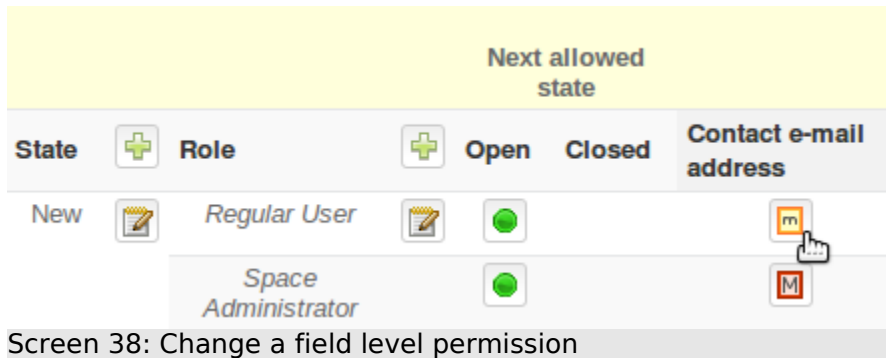 Next allowed
state
State Role Open Closed Contact e-mail
address
New Regular User m
Space
Administrator M
Screen 38: Change a field level permission